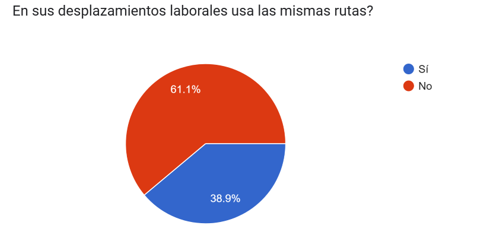 En sus desplazamientos laborales usa las mismas rutas?
Sí
No
61.1%
38.9%